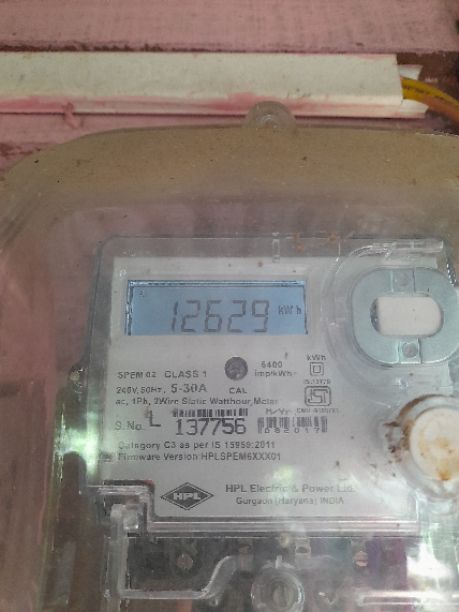 12629 kWh
SPEM 02 CLASS 1
240V, 50Hz, 5-30A
CAL
6400
imp/kWh
kWh
ac, 1Ph, 2Wire Static Watthour Meter
S.No. L 137756
Category C3 as per IS 15959:2011
Firmware Version HPLSPEM6XXX01
HPL
HPL Electric & Power Ltd.
Gurgaon (Haryana) INDIA